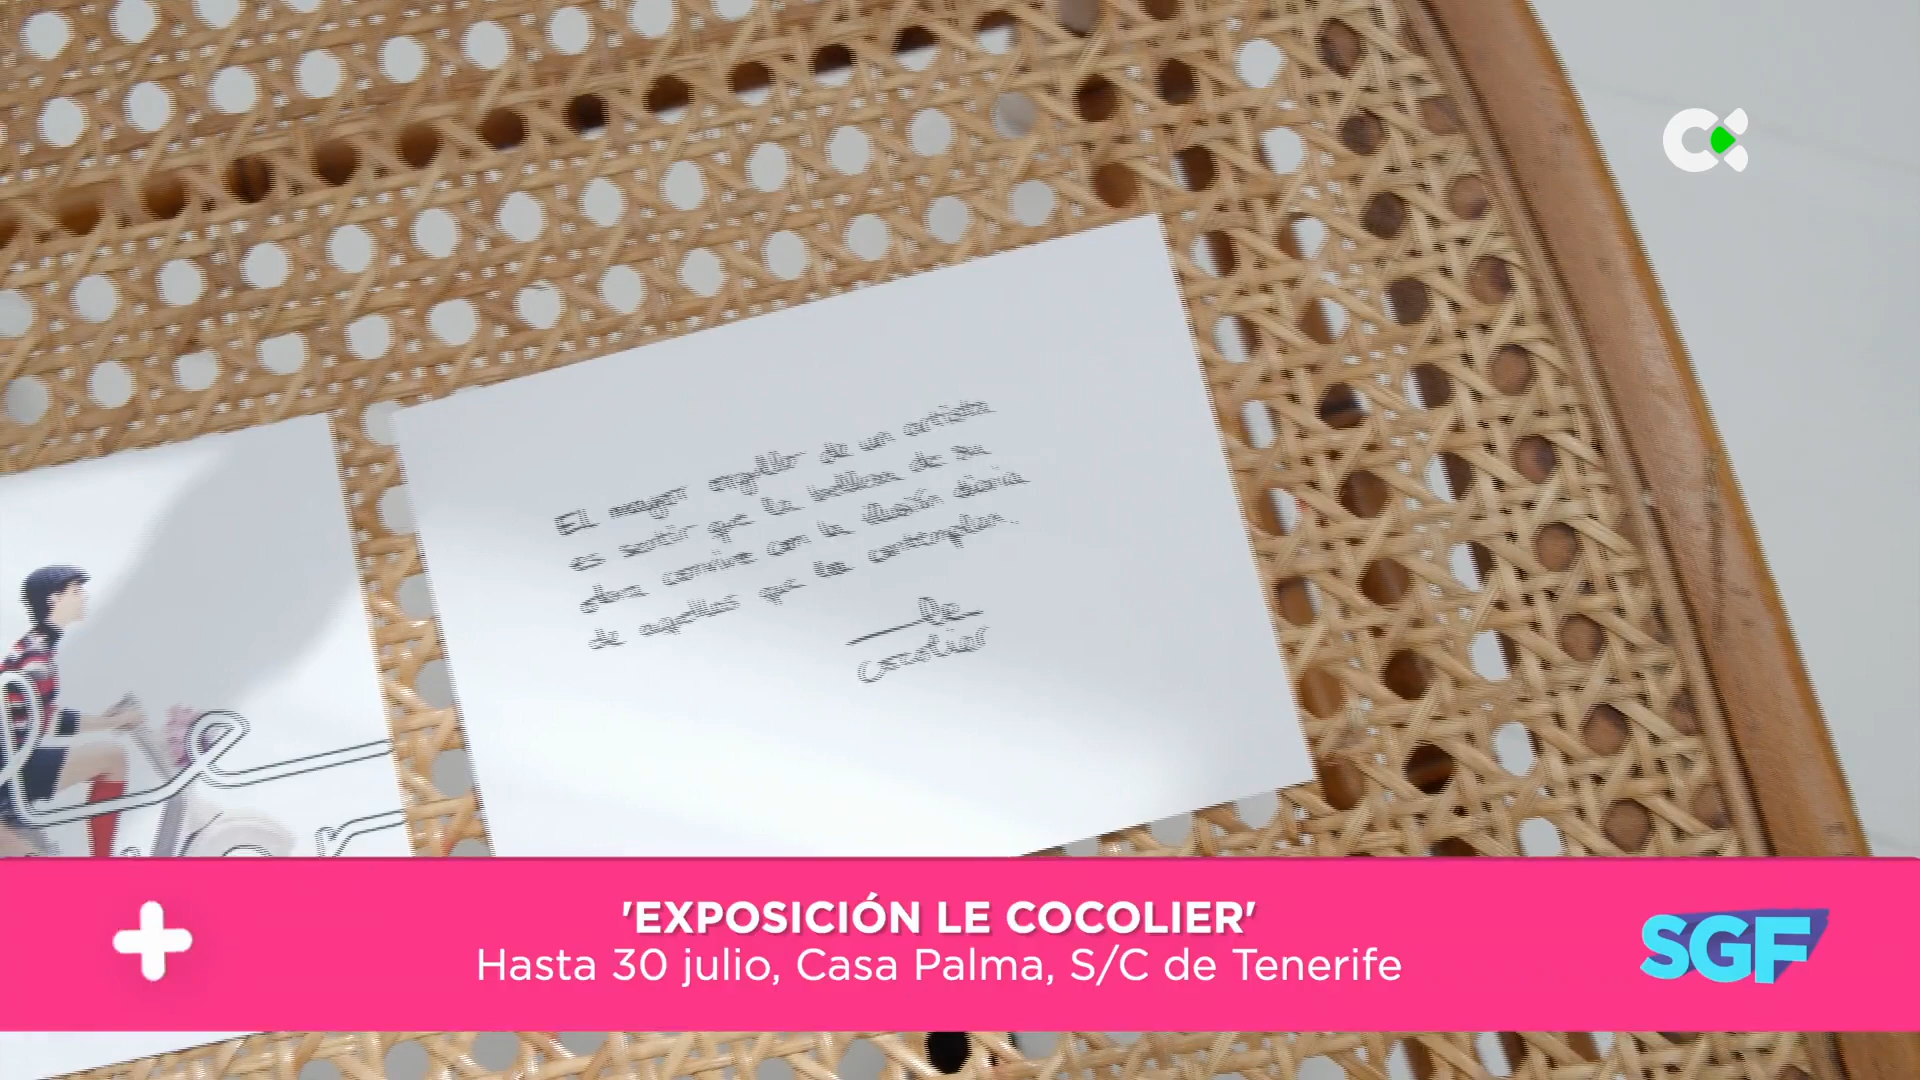 El mayor orgullo de un artista
es sentir que la belleza de su
obra convive con la ilusión diaria
de aquellos que la contemplan.
Le
Cocolier
'EXPOSICIÓN LE COCOLIER'
Hasta 30 julio, Casa Palma, S/C de Tenerife
SGF